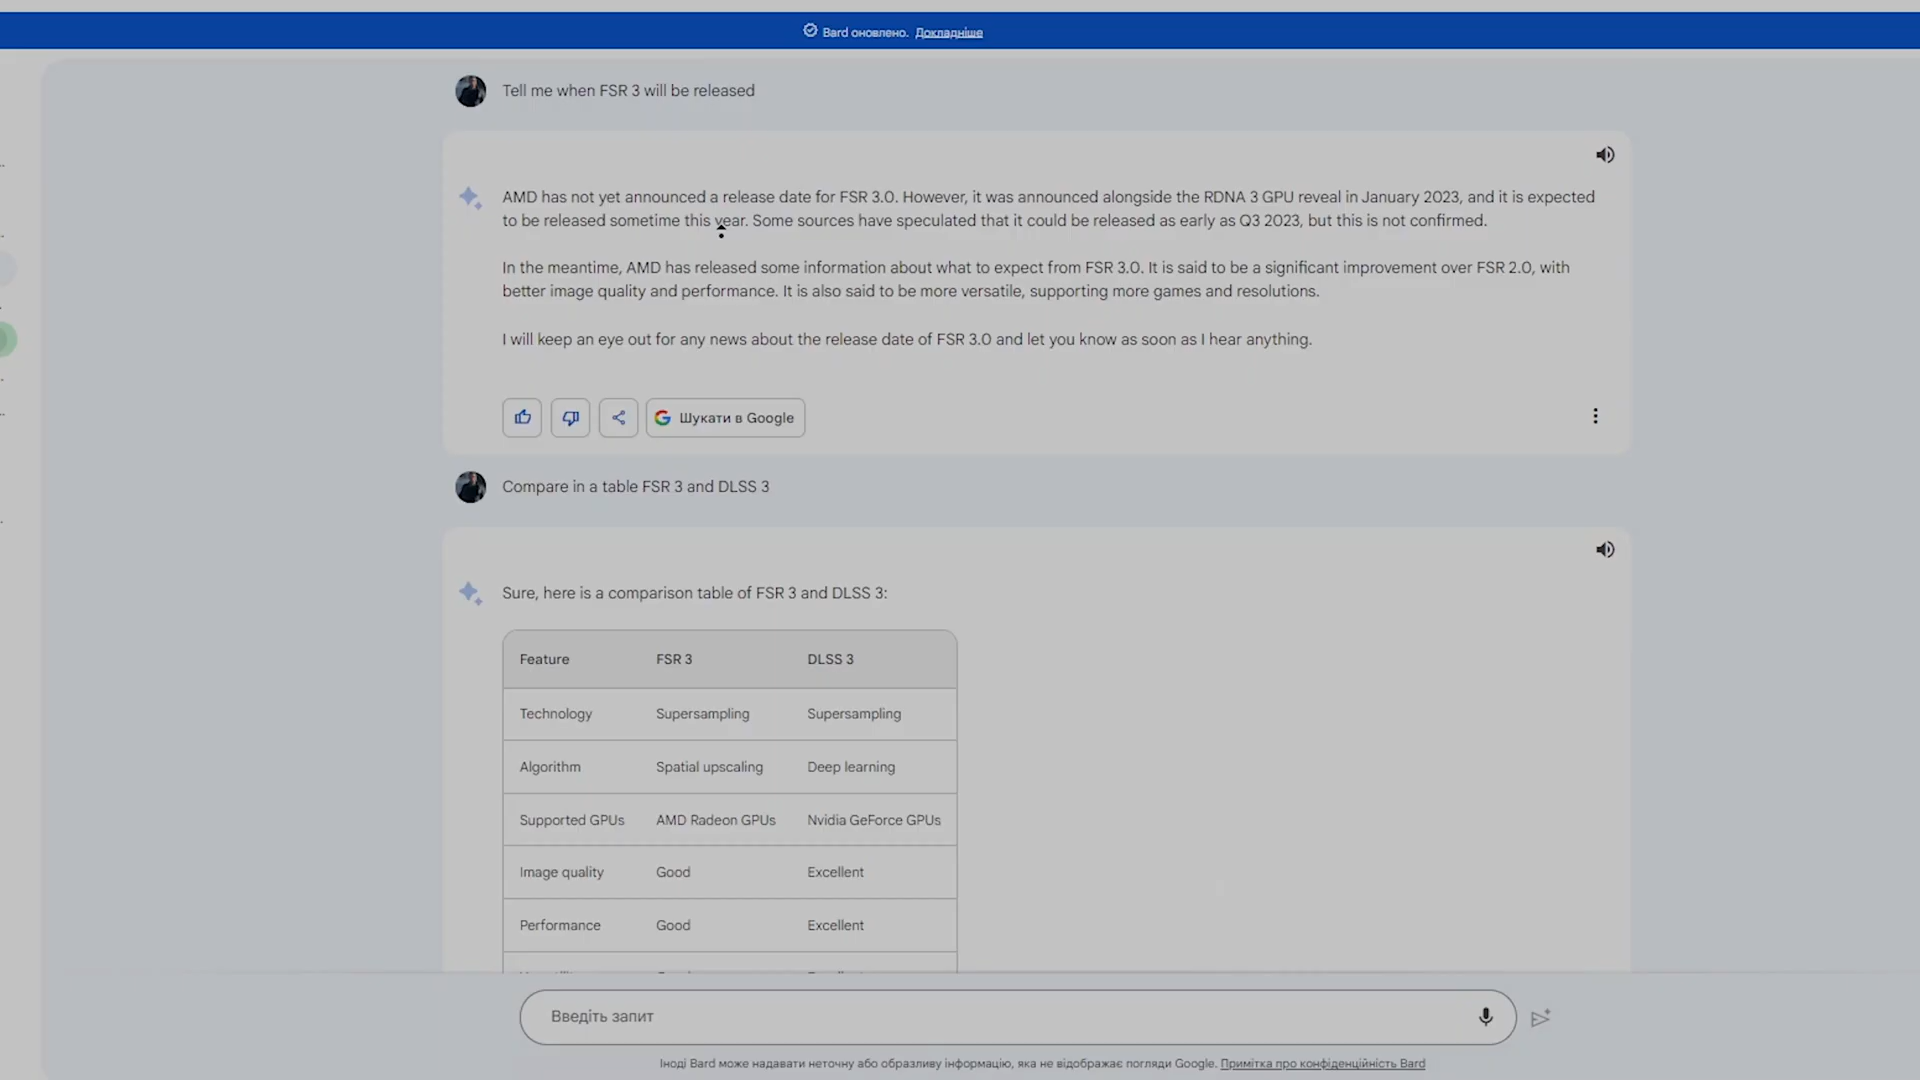 Bard оновлено. Докладніше
Tell me when FSR 3 will be released
AMD has not yet announced a release date for FSR 3.0. However, it was announced alongside the RDNA 3 GPU reveal in January 2023, and it is expected
to be released sometime this year. Some sources have speculated that it could be released as early as Q3 2023, but this is not confirmed.
In the meantime, AMD has released some information about what to expect from FSR 3.0. It is said to be a significant improvement over FSR 2.0, with
better image quality and performance. It is also said to be more versatile, supporting more games and resolutions.
I will keep an eye out for any news about the release date of FSR 3.0 and let you know as soon as I hear anything.
Шукати в Google
Compare in a table FSR 3 and DLSS 3
Sure, here is a comparison table of FSR 3 and DLSS 3:
Feature FSR 3 DLSS 3
Technology Supersampling Supersampling
Algorithm Spatial upscaling Deep learning
Supported GPUs AMD Radeon GPUs Nvidia GeForce GPUs
Image quality Good Excellent
Performance Good Excellent
Введіть запит
Іноді Bard може надавати неточну або образливу інформацію, яка не відображає погляди Google. Примітка про конфіденційність Bard